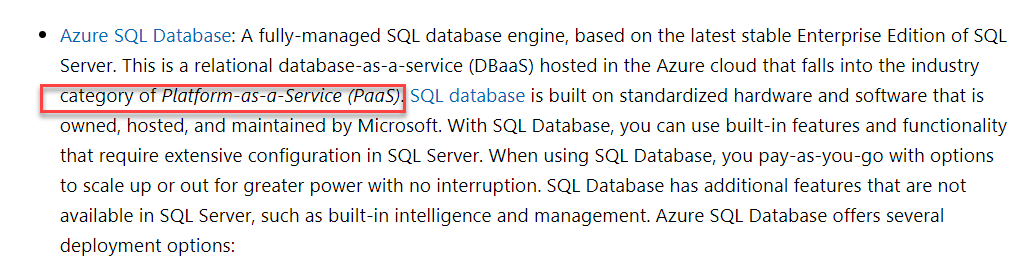 • Azure SQL Database: A fully-managed SQL database engine, based on the latest stable Enterprise Edition of SQL
Server. This is a relational database-as-a-service (DBaaS) hosted in the Azure cloud that falls into the industry
category of Platform-as-a-Service (PaaS). SQL database is built on standardized hardware and software that is
owned, hosted, and maintained by Microsoft. With SQL Database, you can use built-in features and functionality
that require extensive configuration in SQL Server. When using SQL Database, you pay-as-you-go with options
to scale up or out for greater power with no interruption. SQL Database has additional features that are not
available in SQL Server, such as built-in intelligence and management. Azure SQL Database offers several
deployment options: